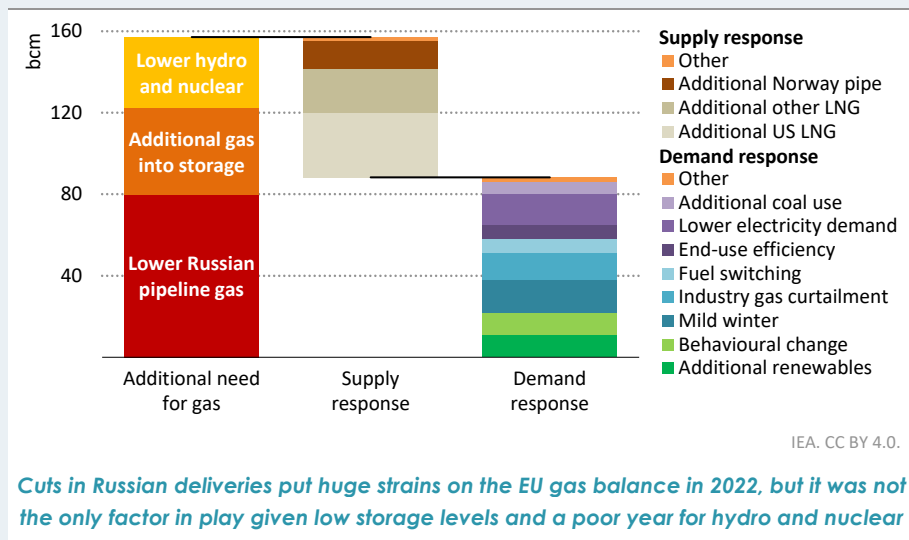 bcm
160
120
80
40
Lower hydro
and nuclear
Additional gas
into storage
Lower Russian
pipeline gas
Additional need
for gas
Supply
response
Demand
response
Supply response
Other
Additional Norway pipe
Additional other LNG
Additional US LNG
Demand response
Other
Additional coal use
Lower electricity demand
End-use efficiency
Fuel switching
Industry gas curtailment
Mild winter
Behavioural change
Additional renewables
IEA. CC BY 4.0.
Cuts in Russian deliveries put huge strains on the EU gas balance in 2022, but it was not
the only factor in play given low storage levels and a poor year for hydro and nuclear